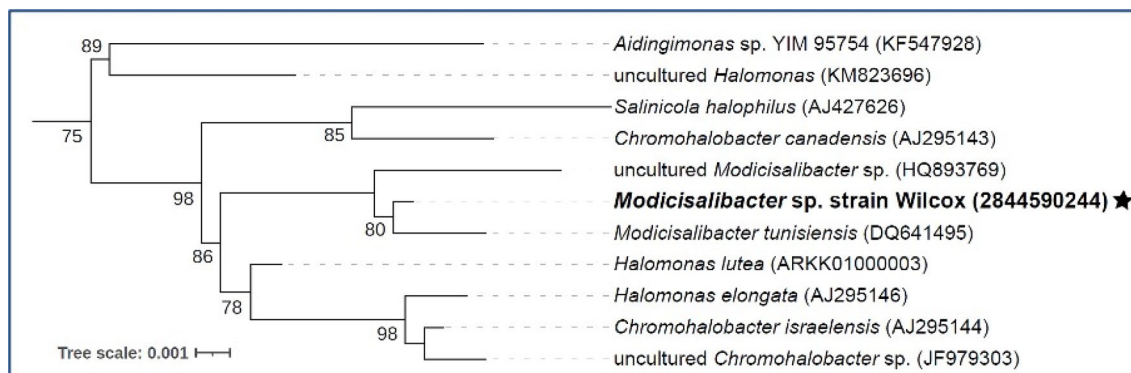 89
Aidingimonas sp. YIM 95754 (KF547928)
uncultured Halomonas (KM823696)
75
Salinicola halophilus (AJ427626)
85
Chromohalobacter canadensis (AJ295143)
98
uncultured Modicisalibacter sp. (HQ893769)
Modicisalibacter sp. strain Wilcox (2844590244) ★
80
Modicisalibacter tunisiensis (DQ641495)
86
Halomonas lutea (ARKK01000003)
78
Halomonas elongata (AJ295146)
98
Chromohalobacter israelensis (AJ295144)
uncultured Chromohalobacter sp. (JF979303)
Tree scale: 0.001